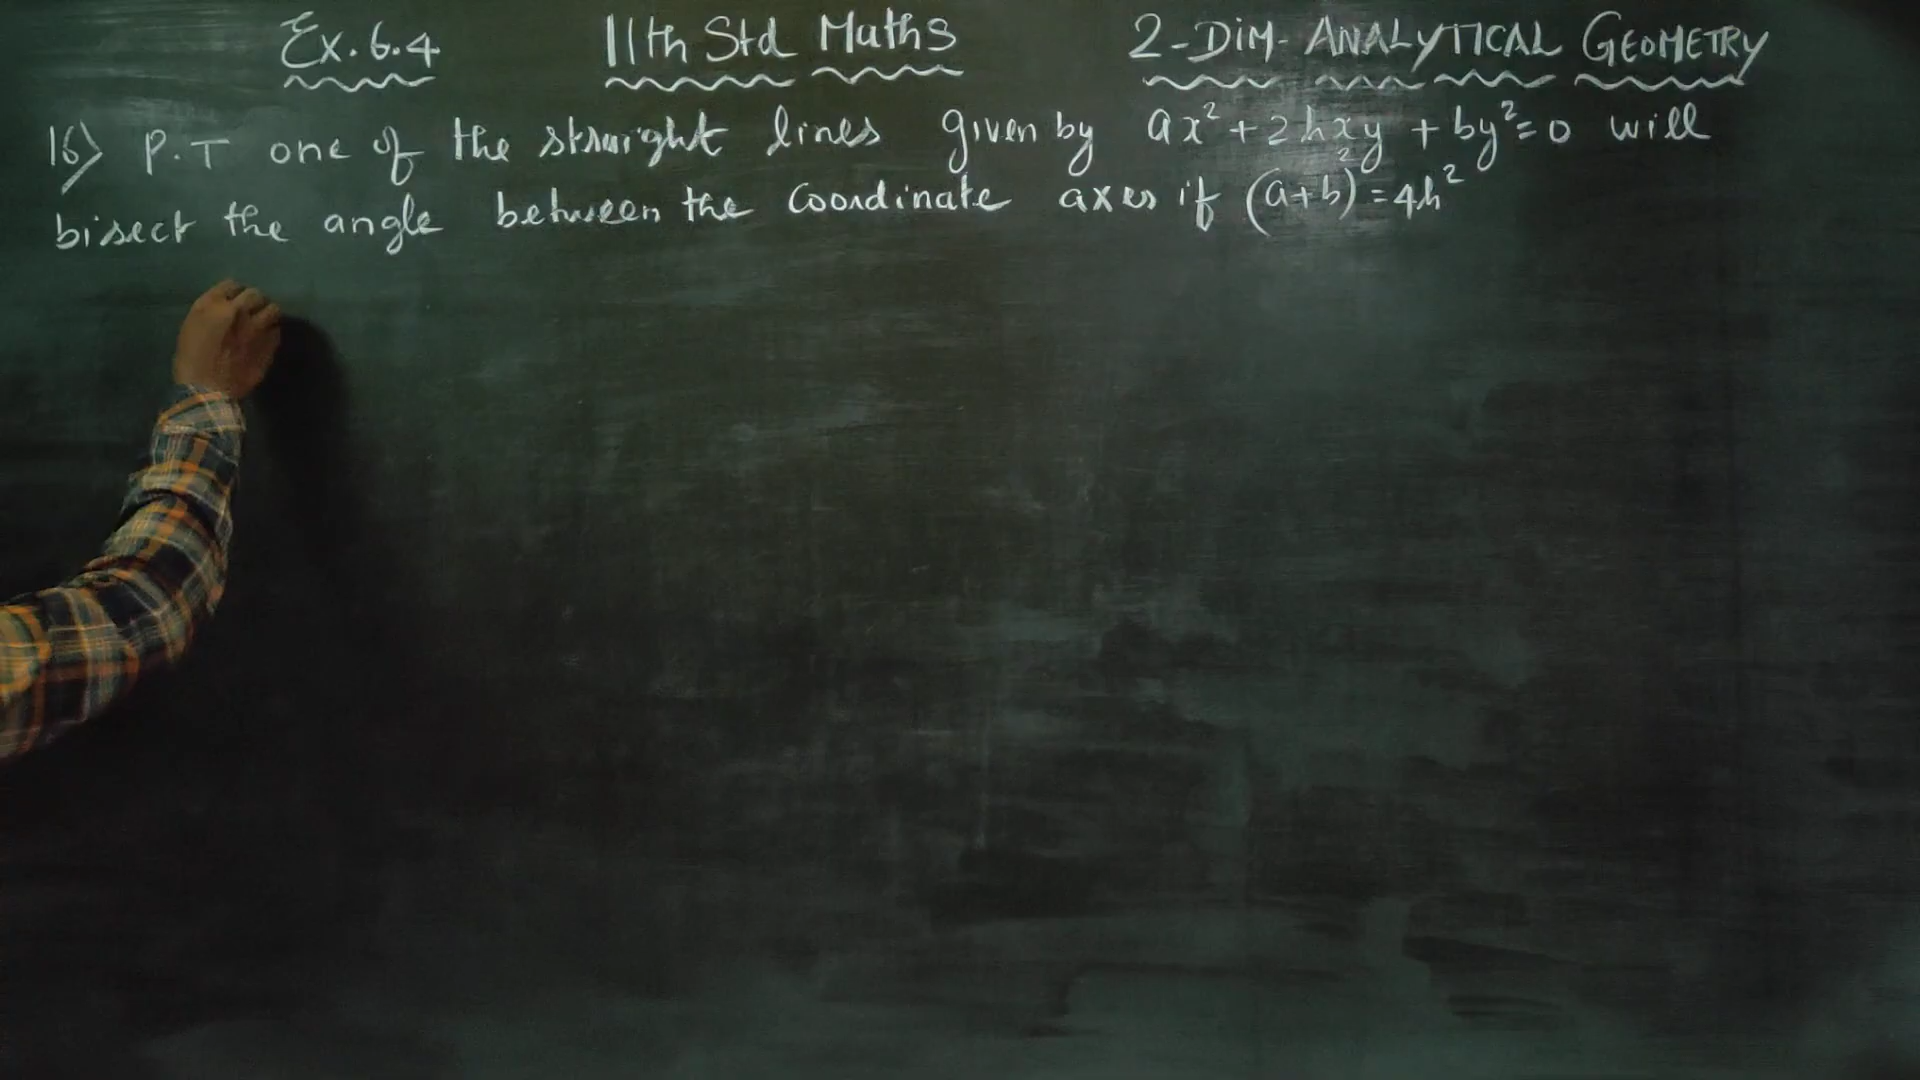 Ex. 6.4 11th Std Maths 2-DIM- ANALYTICAL GEOMETRY
16) P.T one of the straight lines given by ax² + 2hxy + by² = 0 will
bisect the angle between the coordinate axes if (a+b)² = 4h²